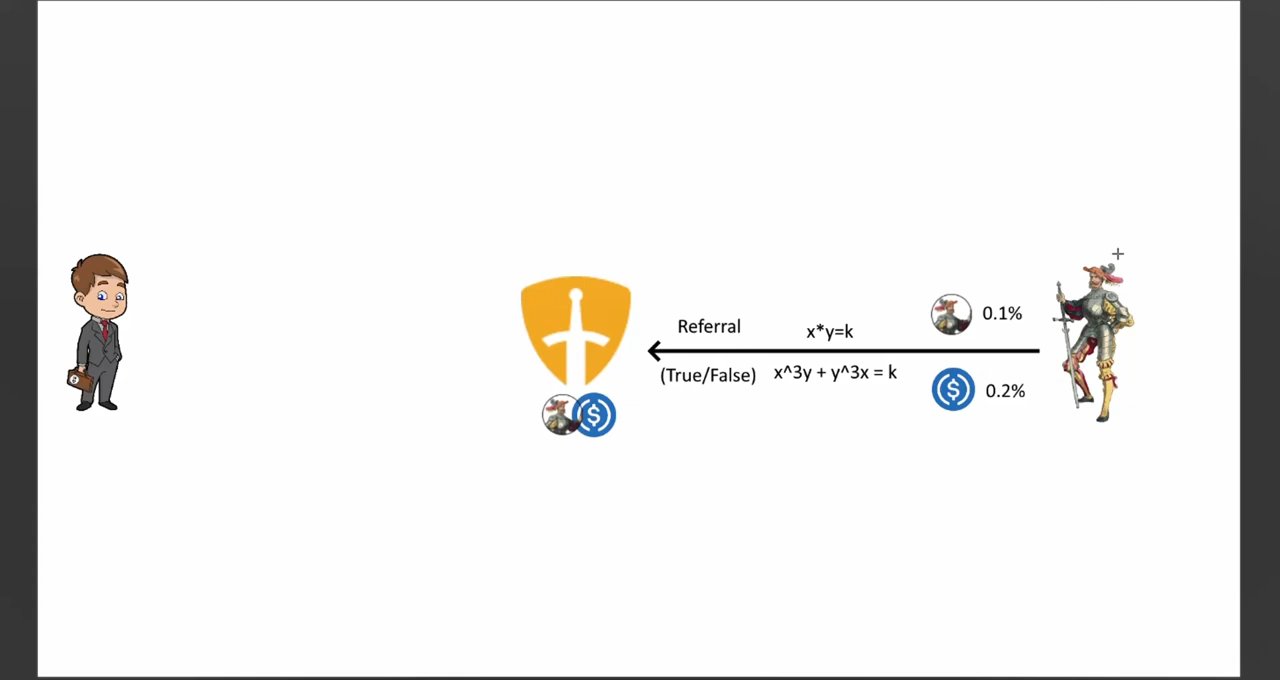 Referral
(True/False)
x*y=k
x^3y + y^3x = k
0.1%
0.2%